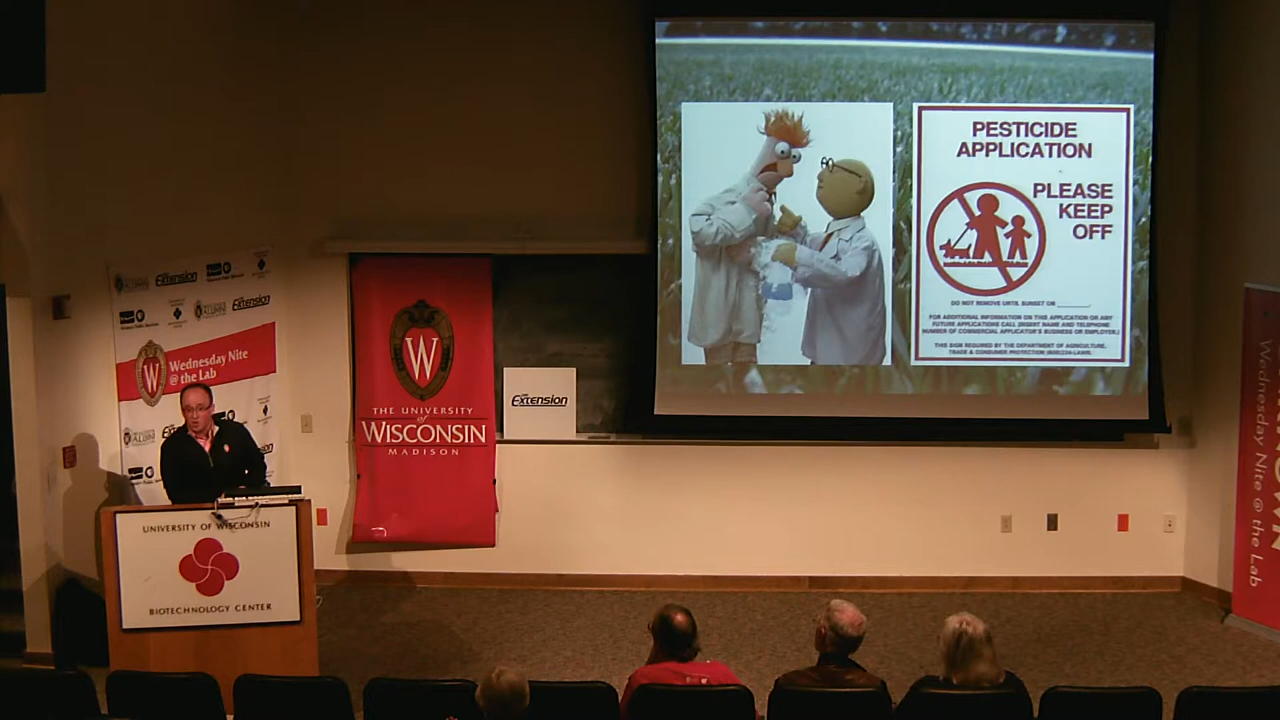 PESTICIDE
APPLICATION
PLEASE
KEEP
OFF
DO NOT REMOVE UNTIL SUNSET ON
FOR ADDITIONAL INFORMATION ON THIS APPLICATION OR ANY
FUTURE APPLICATIONS CALL (INSERT NAME AND TELEPHONE
NUMBER OF COMMERCIAL APPLICATOR'S BUSINESS OR EMPLOYER.)
THIS SIGN REQUIRED BY THE DEPARTMENT OF AGRICULTURE,
TRADE & CONSUMER PROTECTION
Extension
Extension
W
Wednesday Nite
@ the Lab
W
THE UNIVERSITY
of
WISCONSIN
MADISON
Extension
UNIVERSITY OF WISCONSIN
BIOTECHNOLOGY CENTER
Wednesday Nite @ the Lab